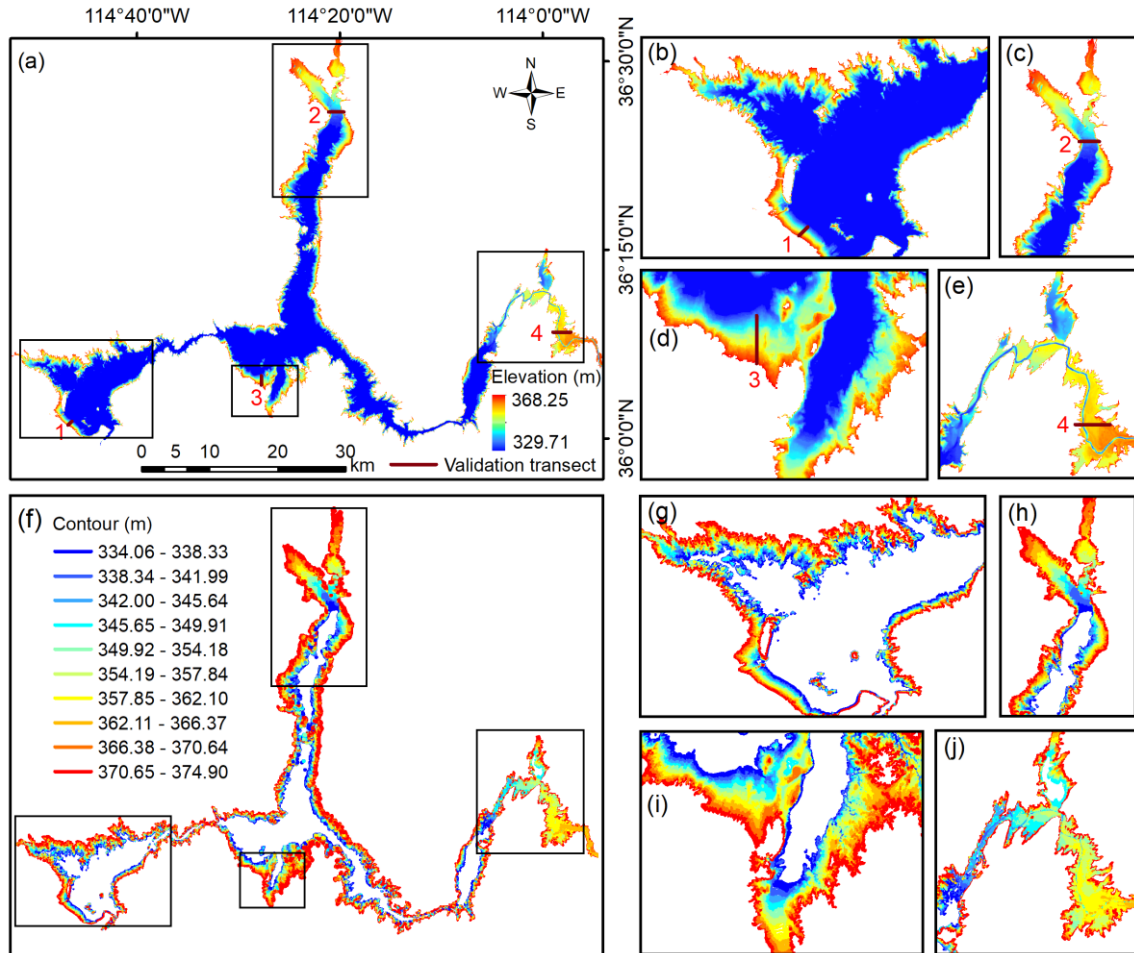 114°40'0"W 114°20'0"W 114°0'0"W
(a)
N
W E
S
2
1
3
4
Elevation (m)
368.25
329.71
0 5 10 20 30
km
Validation transect
36°30'0"N
36°15'0"N
36°0'0"N
(b)
1
(c)
2
(d)
3
(e)
4
(f)
Contour (m)
334.06 - 338.33
338.34 - 341.99
342.00 - 345.64
345.65 - 349.91
349.92 - 354.18
354.19 - 357.84
357.85 - 362.10
362.11 - 366.37
366.38 - 370.64
370.65 - 374.90
(g)
(h)
(i)
(j)